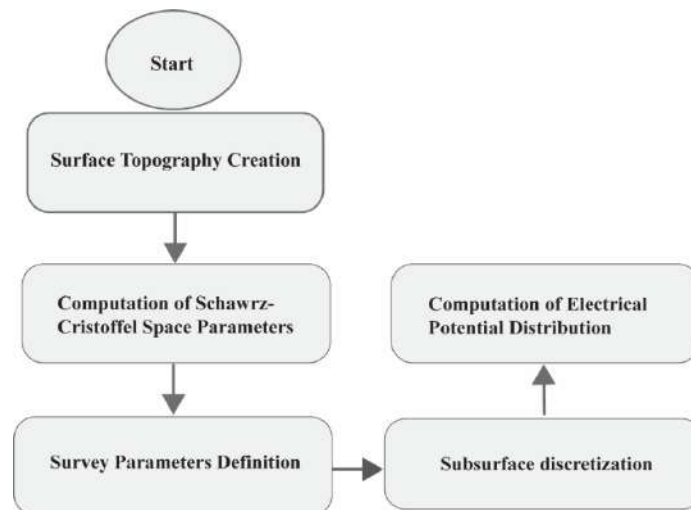 Start
Surface Topography Creation
Computation of Schawrz-
Cristoffel Space Parameters
Survey Parameters Definition
Subsurface discretization
Computation of Electrical
Potential Distribution